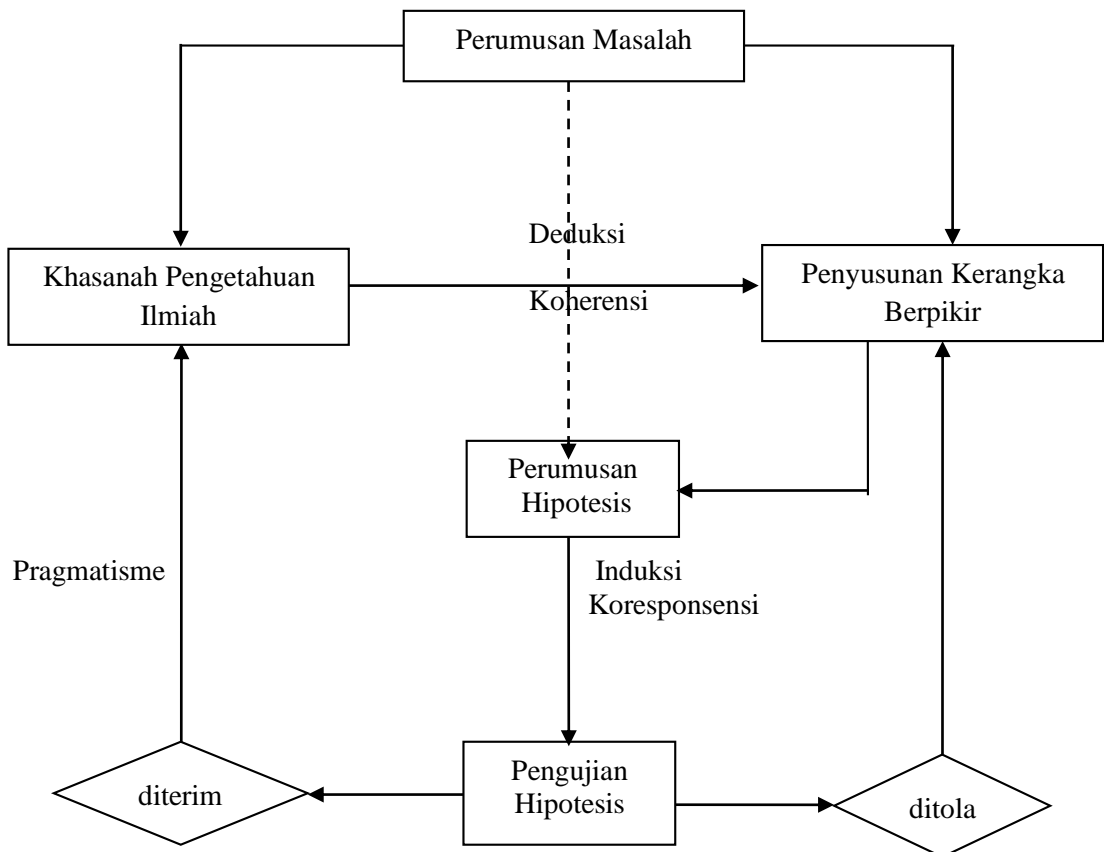 Perumusan Masalah
Deduksi
Khasanah Pengetahuan
Ilmiah
Penyusunan Kerangka
Berpikir
Koherensi
Perumusan
Hipotesis
Pragmatisme
Induksi
Koresponsensi
Pengujian
Hipotesis
diterim
ditola